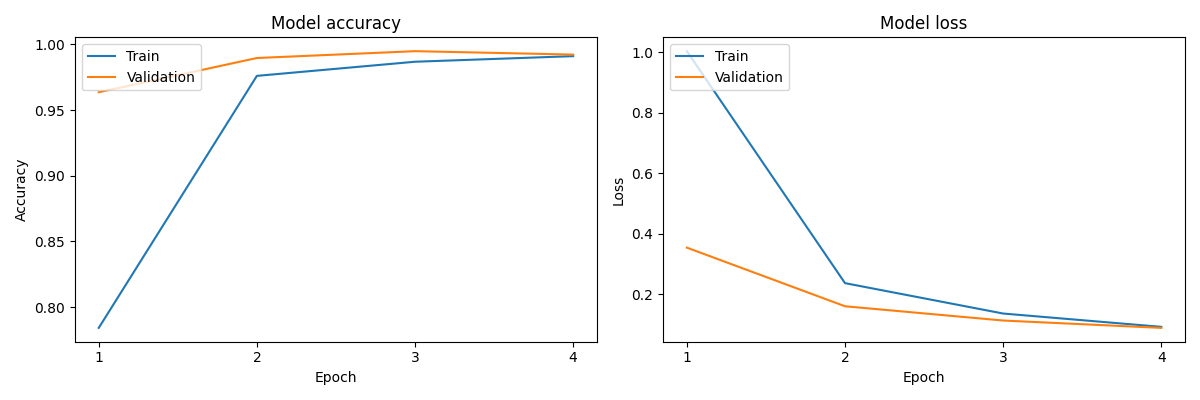 Model accuracy
Train
Validation
1.00
0.95
0.90
0.85
0.80
Accuracy
1 2 3 4
Epoch
Model loss
Train
Validation
1.0
0.8
0.6
0.4
0.2
Loss
1 2 3 4
Epoch